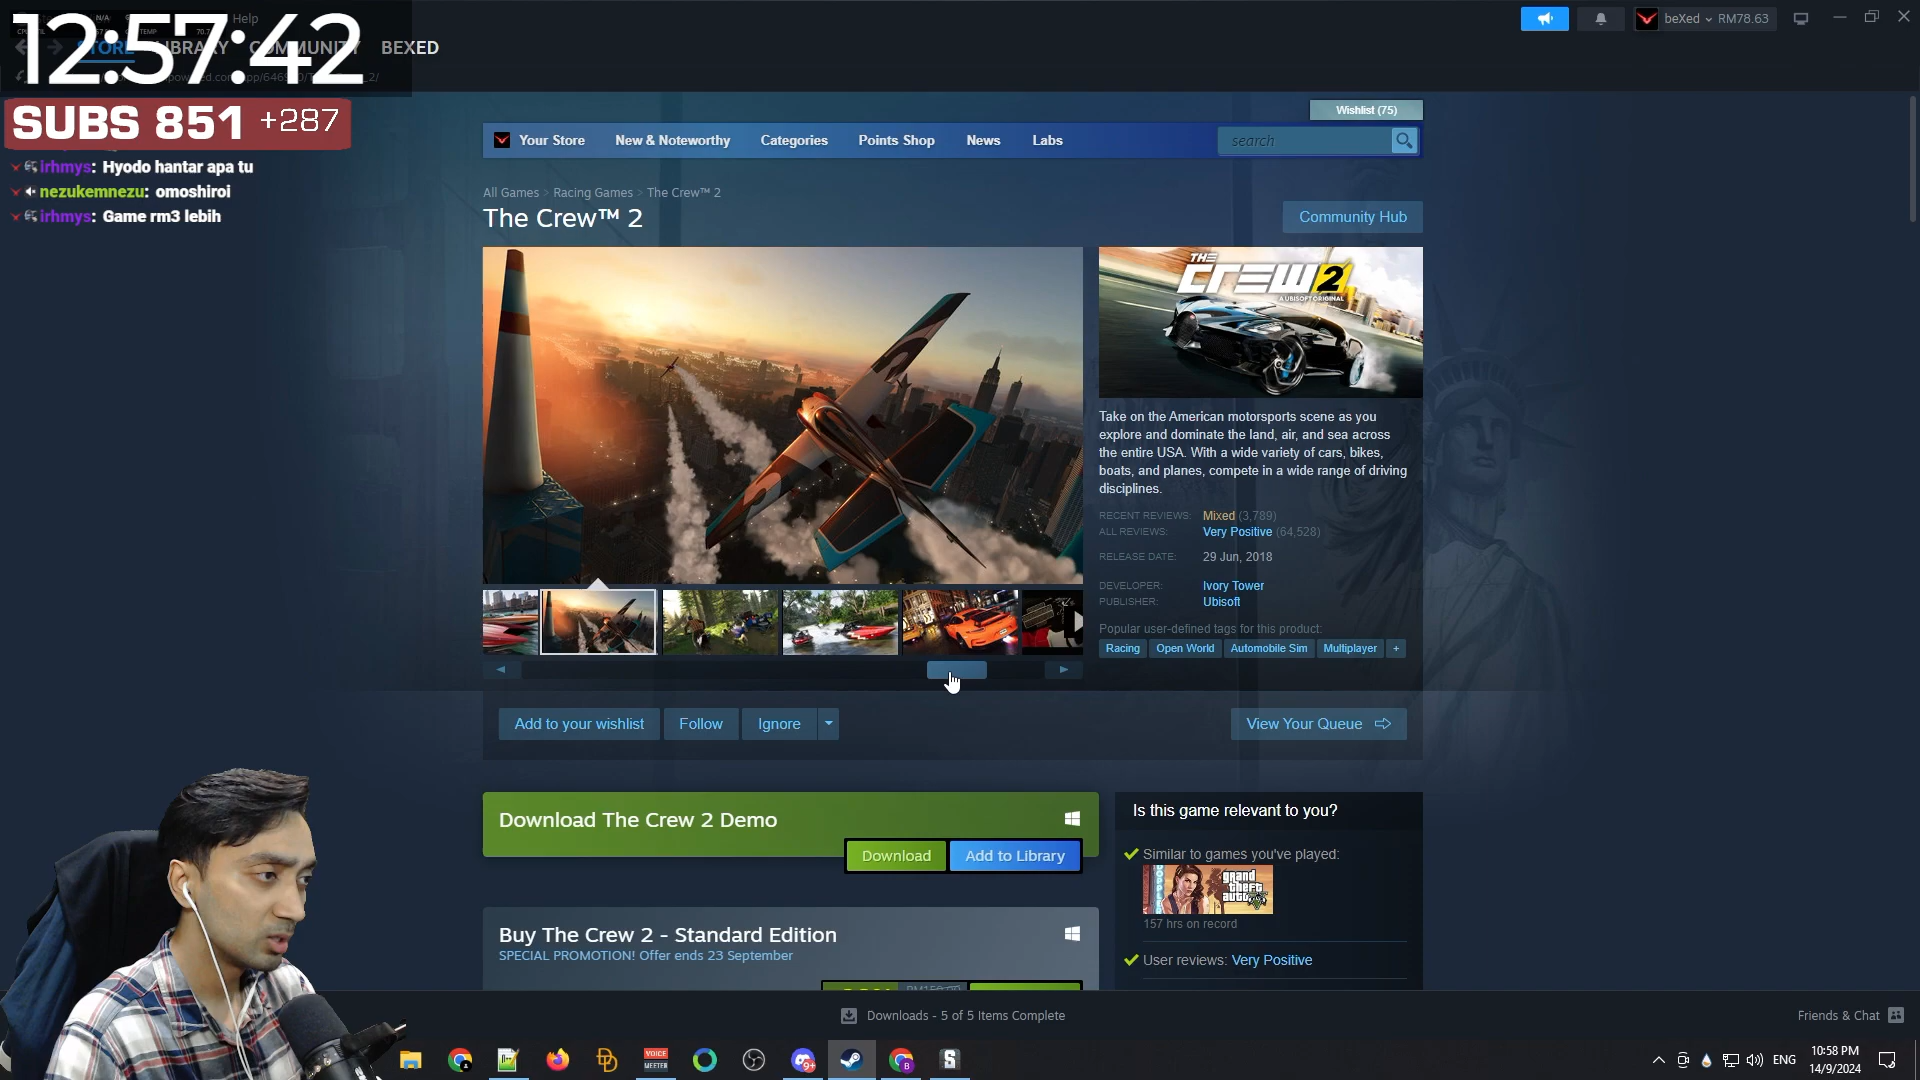 12:57:42
Help
STORE
LIBRARY
COMMUNITY
BEXED
beXed
RM78.63
SUBS 851 +287
irhmys: Hyodo hantar apa tu
nezukemnezu: omoshiroi
irhmys: Game rm3 lebih
Wishlist (75)
Your Store
New & Noteworthy
Categories
Points Shop
News
Labs
search
All Games > Racing Games > The Crew™ 2
The Crew™ 2
Community Hub
THE CREW 2
A UBISOFT ORIGINAL
Take on the American motorsports scene as you
explore and dominate the land, air, and sea across
the entire USA. With a wide variety of cars, bikes,
boats, and planes, compete in a wide range of driving
disciplines.
RECENT REVIEWS: Mixed (3,789)
ALL REVIEWS: Very Positive (64,528)
RELEASE DATE: 29 Jun, 2018
DEVELOPER: Ivory Tower
PUBLISHER: Ubisoft
Popular user-defined tags for this product:
Racing
Open World
Automobile Sim
Multiplayer
+
Add to your wishlist
Follow
Ignore
View Your Queue
Download The Crew 2 Demo
Download
Add to Library
Buy The Crew 2 - Standard Edition
SPECIAL PROMOTION! Offer ends 23 September
Is this game relevant to you?
Similar to games you've played:
grand theft auto V
157 hrs on record
User reviews: Very Positive
Downloads - 5 of 5 Items Complete
Friends & Chat
VOICE MEETER
9+
ENG
10:58 PM
14/9/2024